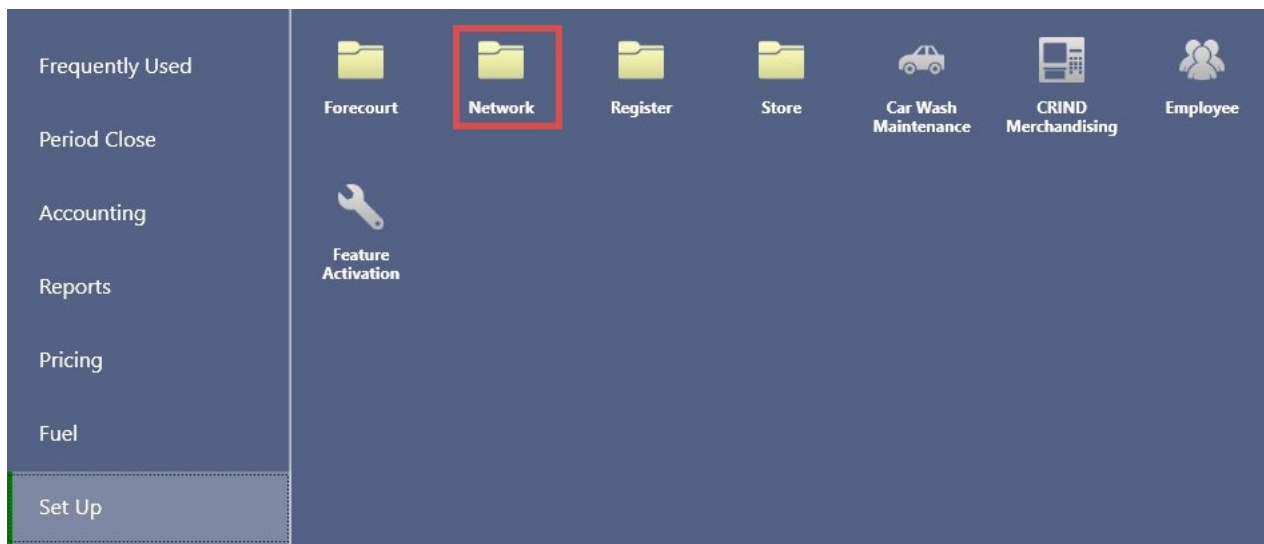 Frequently Used
Period Close
Accounting
Reports
Pricing
Fuel
Set Up
Forecourt
Network
Register
Store
Car Wash
Maintenance
CRIND
Merchandising
Employee
Feature
Activation